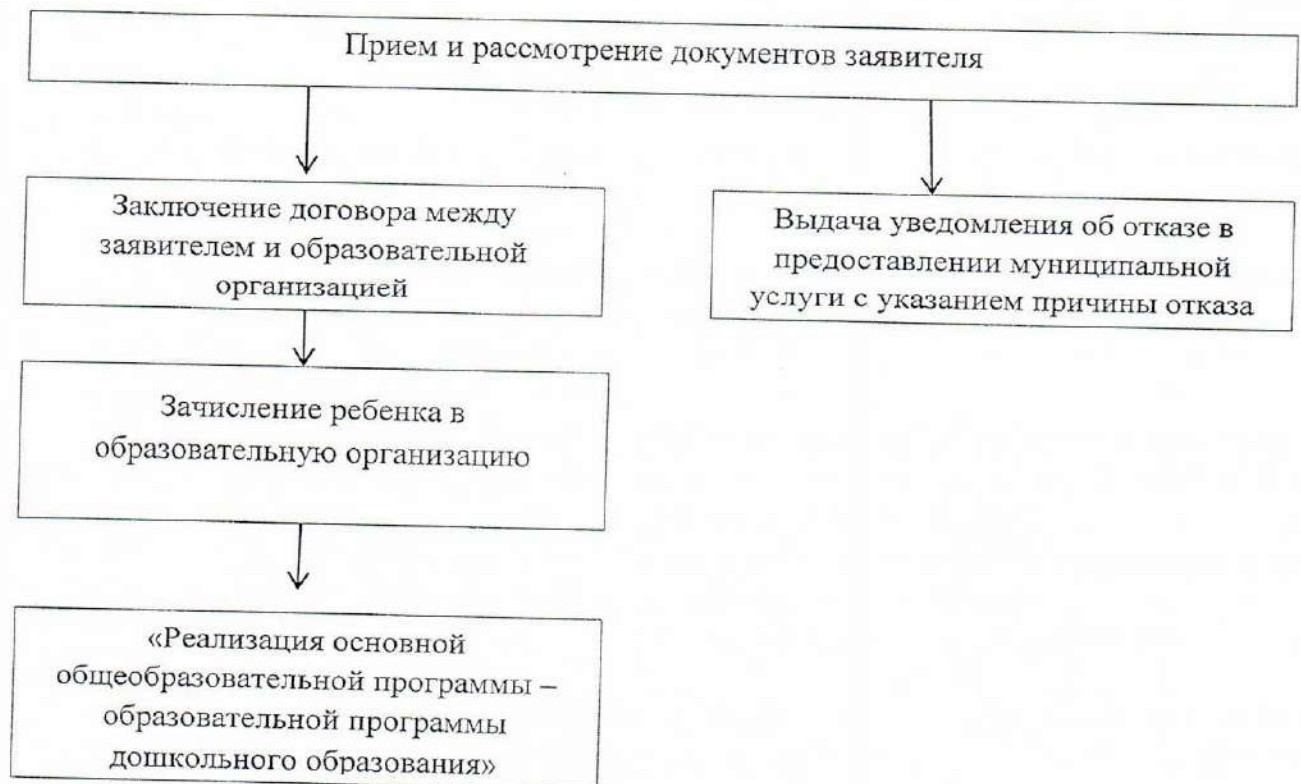 Прием и рассмотрение документов заявителя
Заключение договора между
заявителем и образовательной
организацией
Выдача уведомления об отказе в
предоставлении муниципальной
услуги с указанием причины отказа
Зачисление ребенка в
образовательную организацию
«Реализация основной
общеобразовательной программы –
образовательной программы
дошкольного образования»